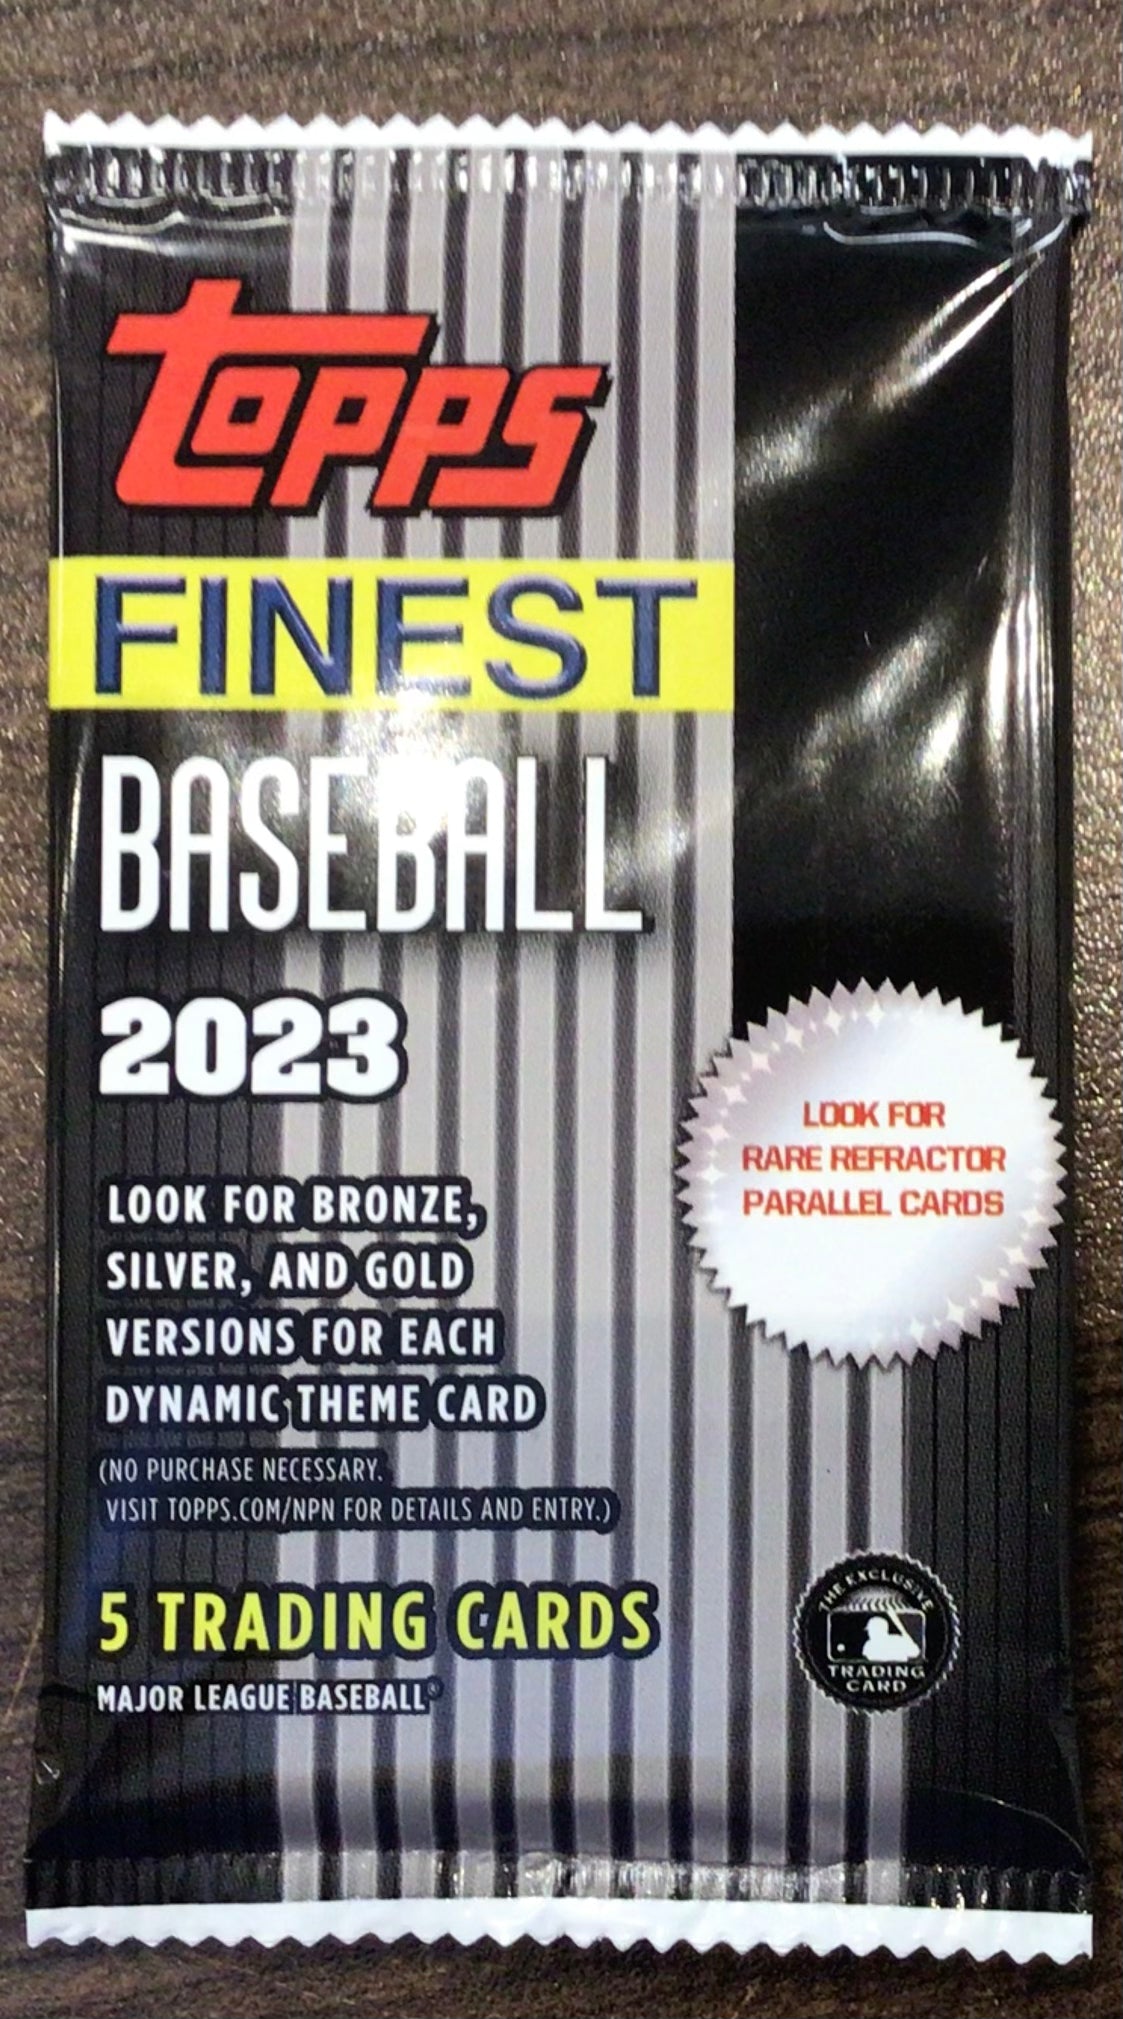 TOPPS
FINEST
BASEBALL
2023
LOOK FOR
RARE REFRACTOR
PARALLEL CARDS
LOOK FOR BRONZE,
SILVER, AND GOLD
VERSIONS FOR EACH
DYNAMIC THEME CARD
(NO PURCHASE NECESSARY.
VISIT TOPPS.COM/NPN FOR DETAILS AND ENTRY.)
5 TRADING CARDS
MAJOR LEAGUE BASEBALL®
THE EXCLUSIVE
TRADING
CARD